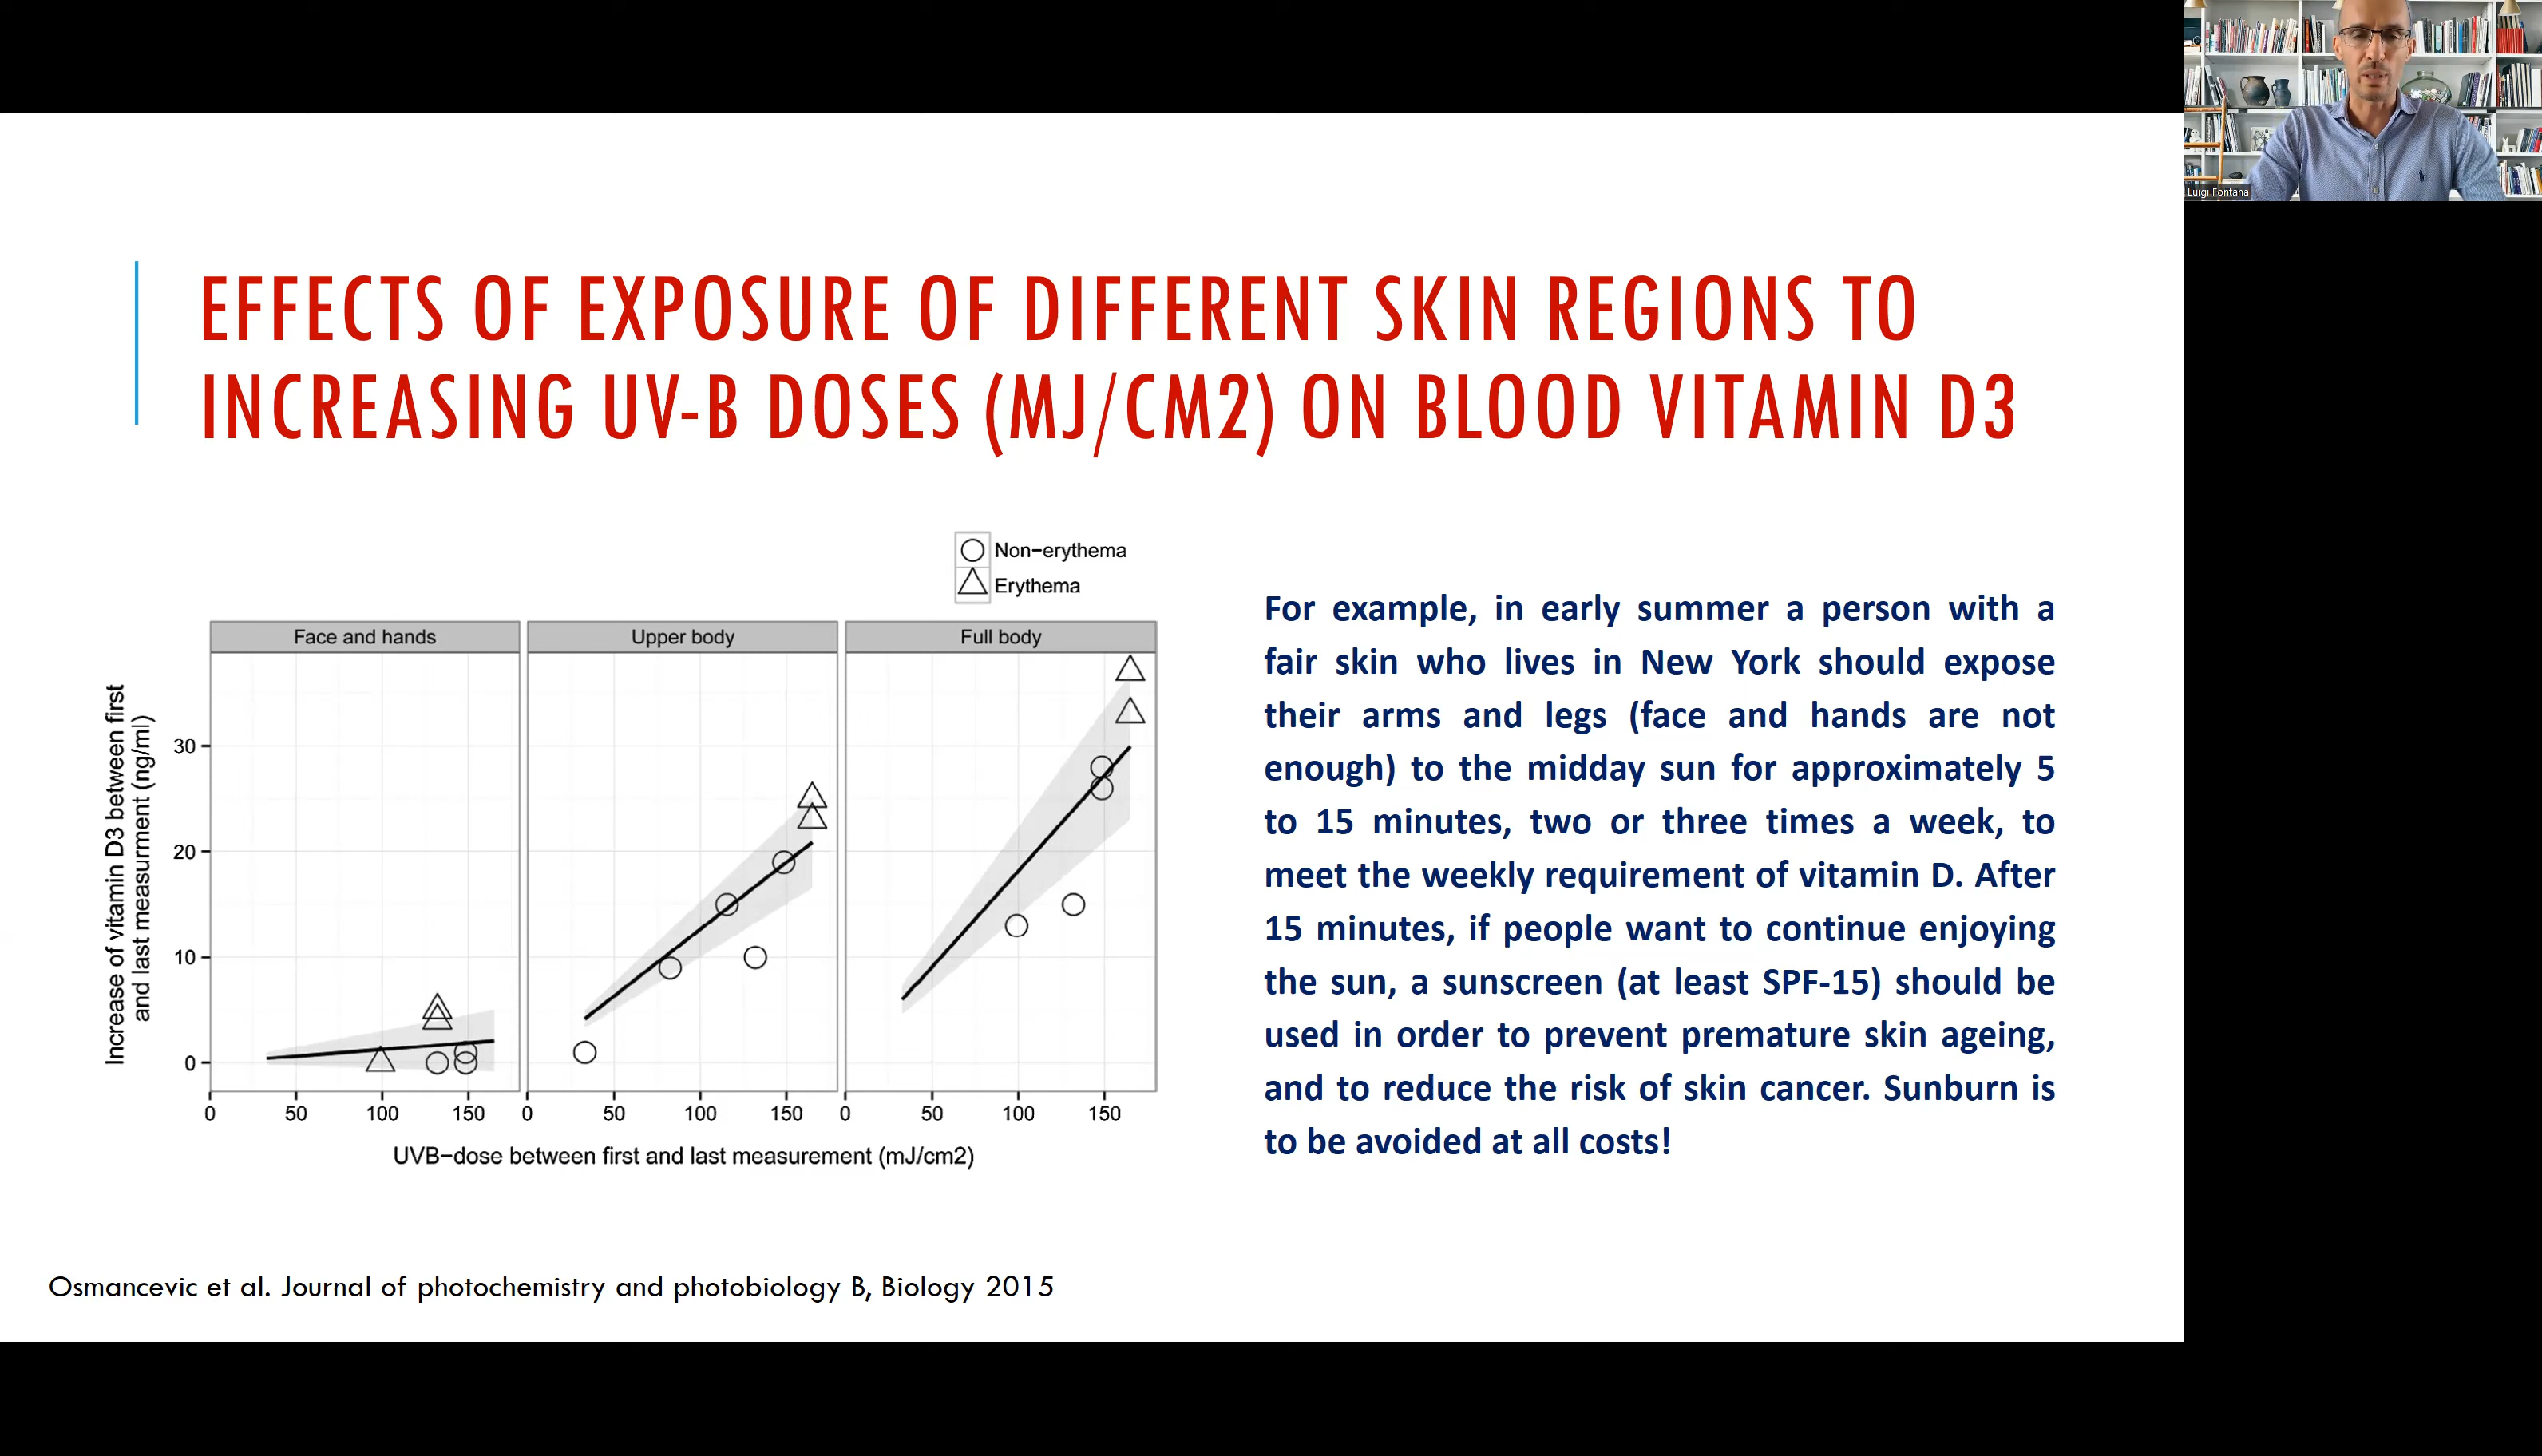 Luigi Fontana
EFFECTS OF EXPOSURE OF DIFFERENT SKIN REGIONS TO
INCREASING UV-B DOSES (MJ/CM2) ON BLOOD VITAMIN D3
Non-erythema
Erythema
Face and hands
Upper body
Full body
Increase of vitamin D3 between first
and last measurment (ng/ml)
30
20
10
0
0 50 100 150 0 50 100 150 0 50 100 150
UVB-dose between first and last measurement (mJ/cm2)
For example, in early summer a person with a
fair skin who lives in New York should expose
their arms and legs (face and hands are not
enough) to the midday sun for approximately 5
to 15 minutes, two or three times a week, to
meet the weekly requirement of vitamin D. After
15 minutes, if people want to continue enjoying
the sun, a sunscreen (at least SPF-15) should be
used in order to prevent premature skin ageing,
and to reduce the risk of skin cancer. Sunburn is
to be avoided at all costs!
Osmancevic et al. Journal of photochemistry and photobiology B, Biology 2015